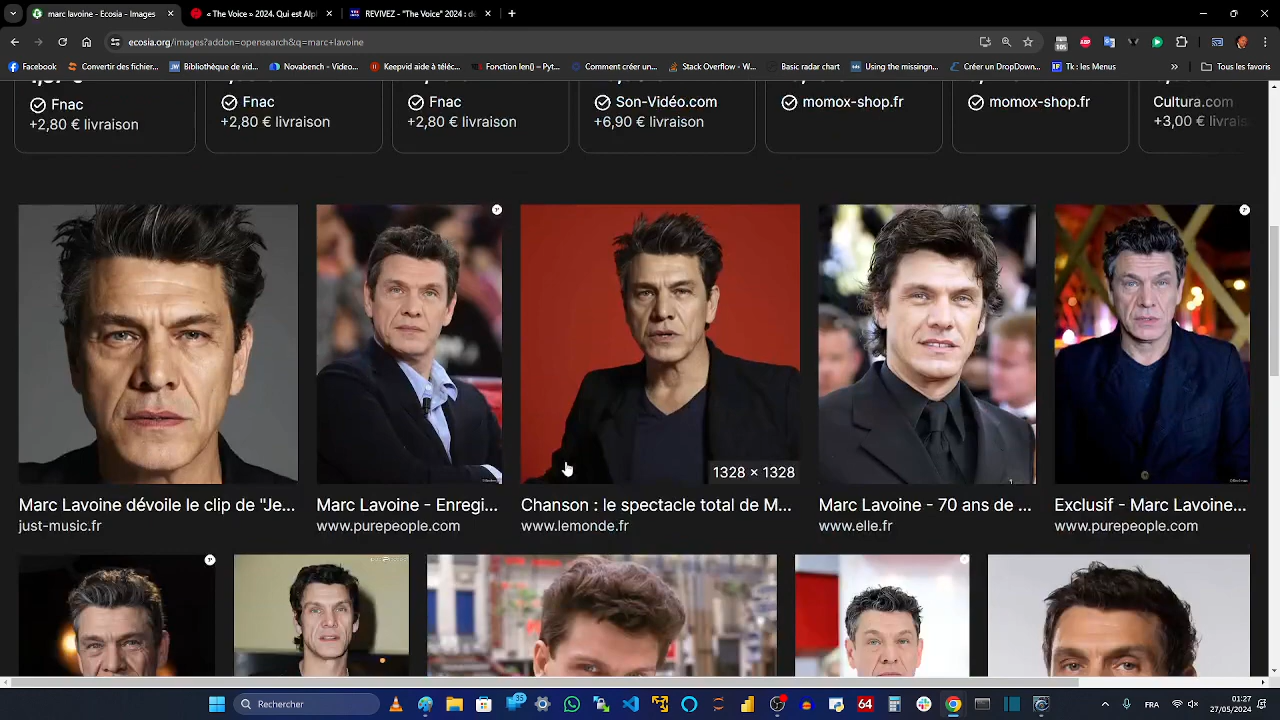 marc lavoine - Ecosia - Images
« The Voice » 2024. Qui est Alp
REVIVEZ - "The Voice" 2024 : d
ecosia.org/images?addon=opensearch&q=marc+lavoine
105
ABP
Facebook
Convertir des fichier...
Bibliothèque de vid...
Novabench - Video...
Keepvid aide à téléc...
Fonction len() – Pyt...
Comment créer un...
Stack Overflow - W...
Basic radar chart
Using the missingn...
Créer un DropDown...
Tk : les Menus
»
Tous les favoris
Fnac
+2,80 € livraison
Fnac
+2,80 € livraison
Fnac
+2,80 € livraison
Son-Vidéo.com
+6,90 € livraison
momox-shop.fr
momox-shop.fr
Cultura.com
+3,00 € livrais
1328 × 1328
Marc Lavoine dévoile le clip de "Je...
just-music.fr
Marc Lavoine - Enregi...
www.purepeople.com
Chanson : le spectacle total de M...
www.lemonde.fr
Marc Lavoine - 70 ans de ...
www.elle.fr
Exclusif - Marc Lavoine...
www.purepeople.com
Rechercher
35
64
FRA
01:27
27/05/2024